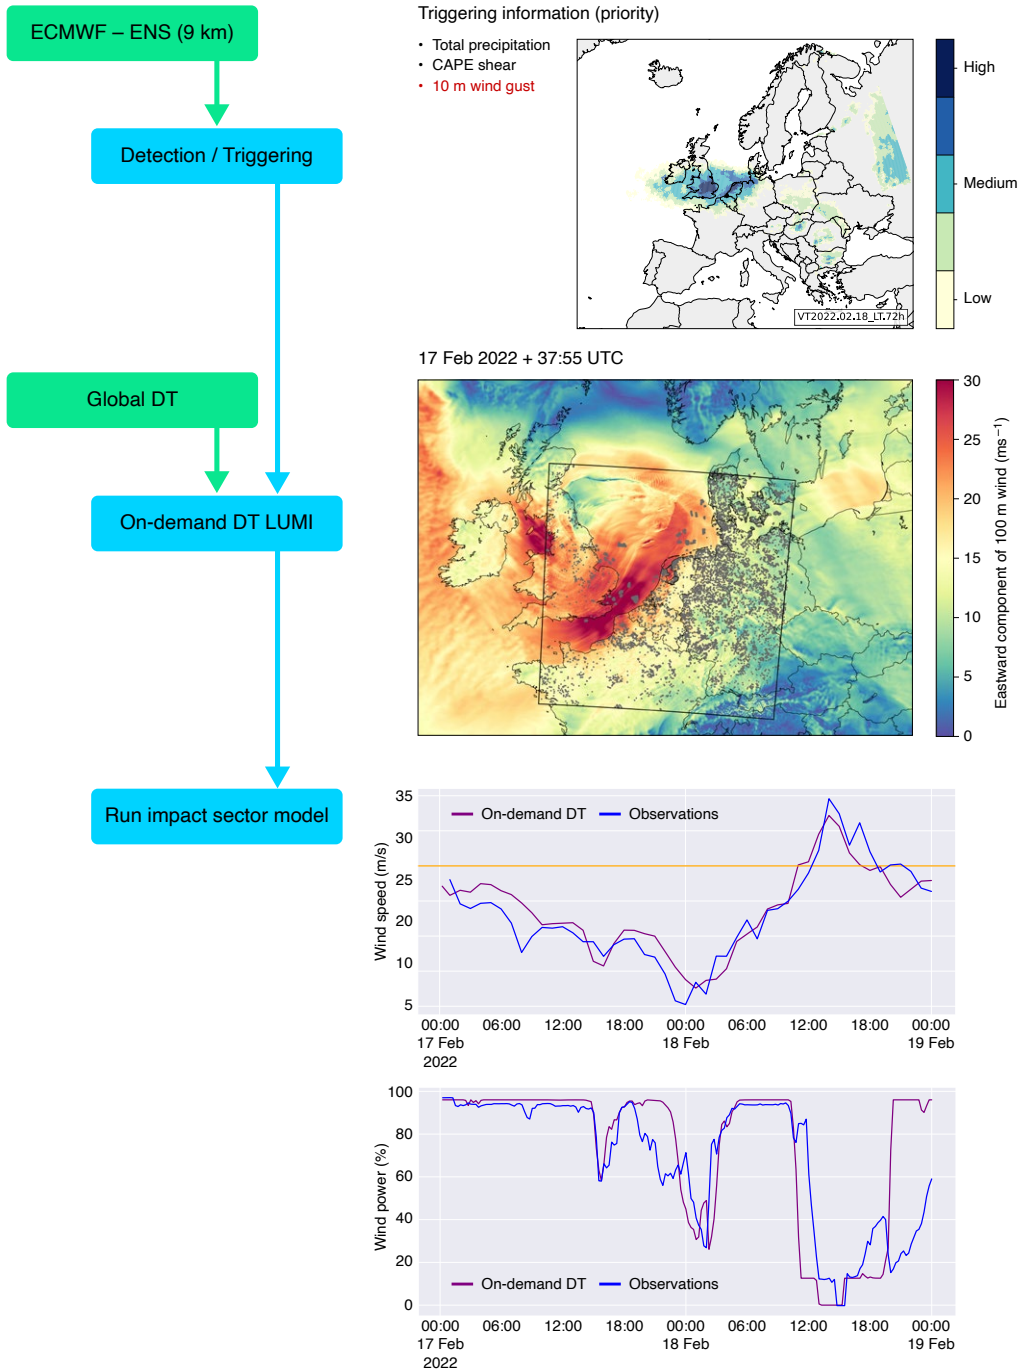 ECMWF – ENS (9 km)
Detection / Triggering
Global DT
On-demand DT LUMI
Run impact sector model
Triggering information (priority)
• Total precipitation
• CAPE shear
• 10 m wind gust
High
Medium
Low
VT2022.02.18_LT.72h
17 Feb 2022 + 37:55 UTC
30
25
20
15
10
5
0
Eastward component of 100 m wind (ms⁻¹)
35
30
25
20
10
5
Wind speed (m/s)
On-demand DT
Observations
00:00 06:00 12:00 18:00 00:00 06:00 12:00 18:00 00:00
17 Feb 18 Feb 19 Feb
2022
100
80
60
40
20
0
Wind power (%)
On-demand DT
Observations
00:00 06:00 12:00 18:00 00:00 06:00 12:00 18:00 00:00
17 Feb 18 Feb 19 Feb
2022